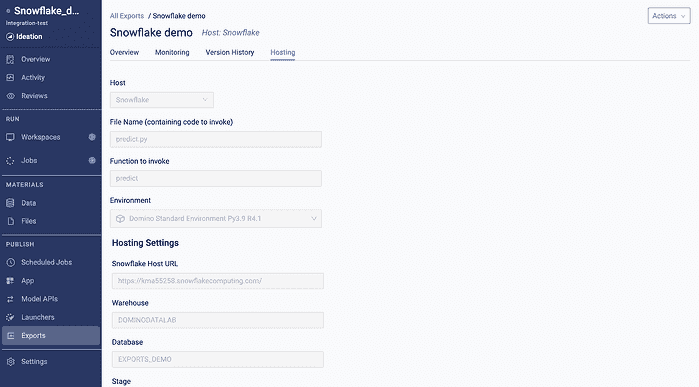 Snowflake_d...
Integration-test
Ideation
Overview
Activity
Reviews
RUN
Workspaces
Jobs
MATERIALS
Data
Files
PUBLISH
Scheduled Jobs
App
Model APIs
Launchers
Exports
Settings
All Exports / Snowflake demo
Actions
Snowflake demo Host: Snowflake
Overview Monitoring Version History Hosting
Host
Snowflake
File Name (containing code to invoke)
predict.py
Function to invoke
predict
Environment
Domino Standard Environment Py3.9 R4.1
Hosting Settings
Snowflake Host URL
https://kma55258.snowflakecomputing.com/
Warehouse
DOMINODATALAB
Database
EXPORTS_DEMO
Stage